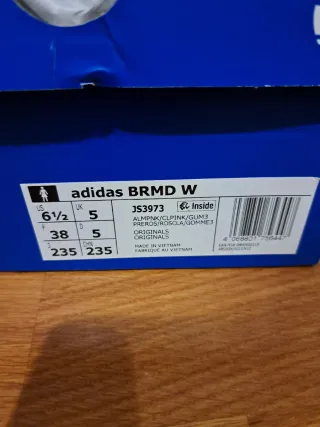 adidas BRMD W
US 6½ UK 5
F 38 D 5
J 235 CHN 235
JS3973 Inside
ALMPNK/CLPINK/GUM3
PREROS/ROSCLA/GOMME3
ORIGINALS
ORIGINALS
MADE IN VIETNAM
FABRIQUÉ AU VIETNAM